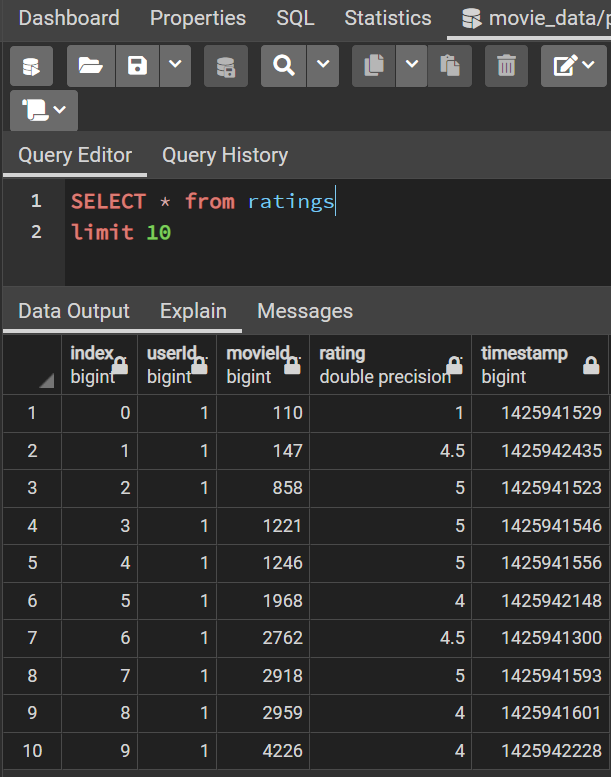 Dashboard Properties SQL Statistics movie_data/
Query Editor Query History
1 SELECT * from ratings
2 limit 10
Data Output Explain Messages
index userId movieId rating timestamp
bigint bigint bigint double precision bigint
1 0 1 110 1 1425941529
2 1 1 147 4.5 1425942435
3 2 1 858 5 1425941523
4 3 1 1221 5 1425941546
5 4 1 1246 5 1425941556
6 5 1 1968 4 1425942148
7 6 1 2762 4.5 1425941300
8 7 1 2918 5 1425941593
9 8 1 2959 4 1425941601
10 9 1 4226 4 1425942228